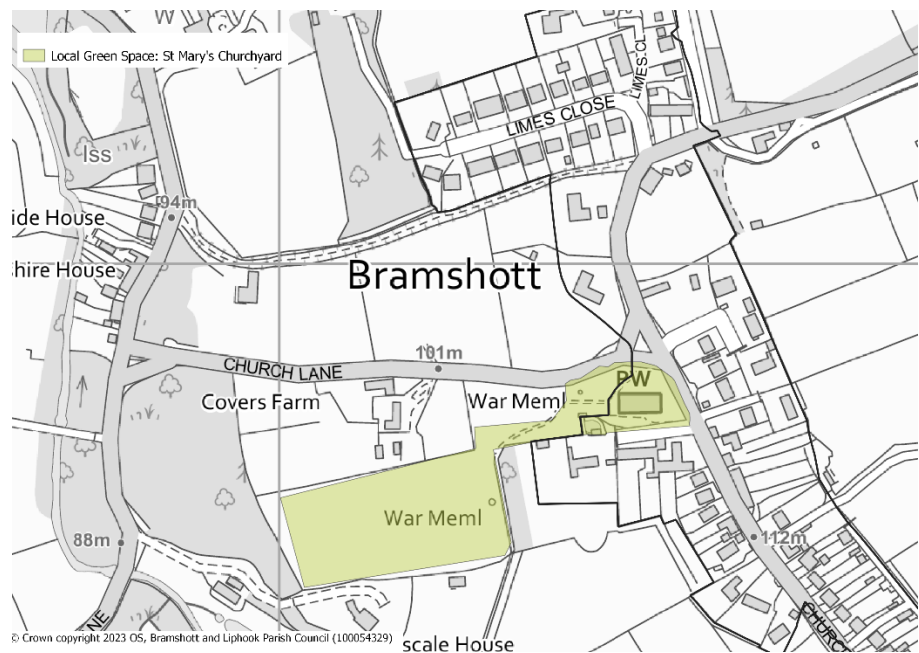 W
Local Green Space: St Mary's Churchyard
LIMES CL
LIMES CLOSE
Iss
94m
ide House
shire House
Bramshott
CHURCH LANE
101m
PW
Covers Farm
War Meml
War Meml
88m
112m
NE
CHURC
© Crown copyright 2023 OS, Bramshott and Liphook Parish Council (100054329)
scale House